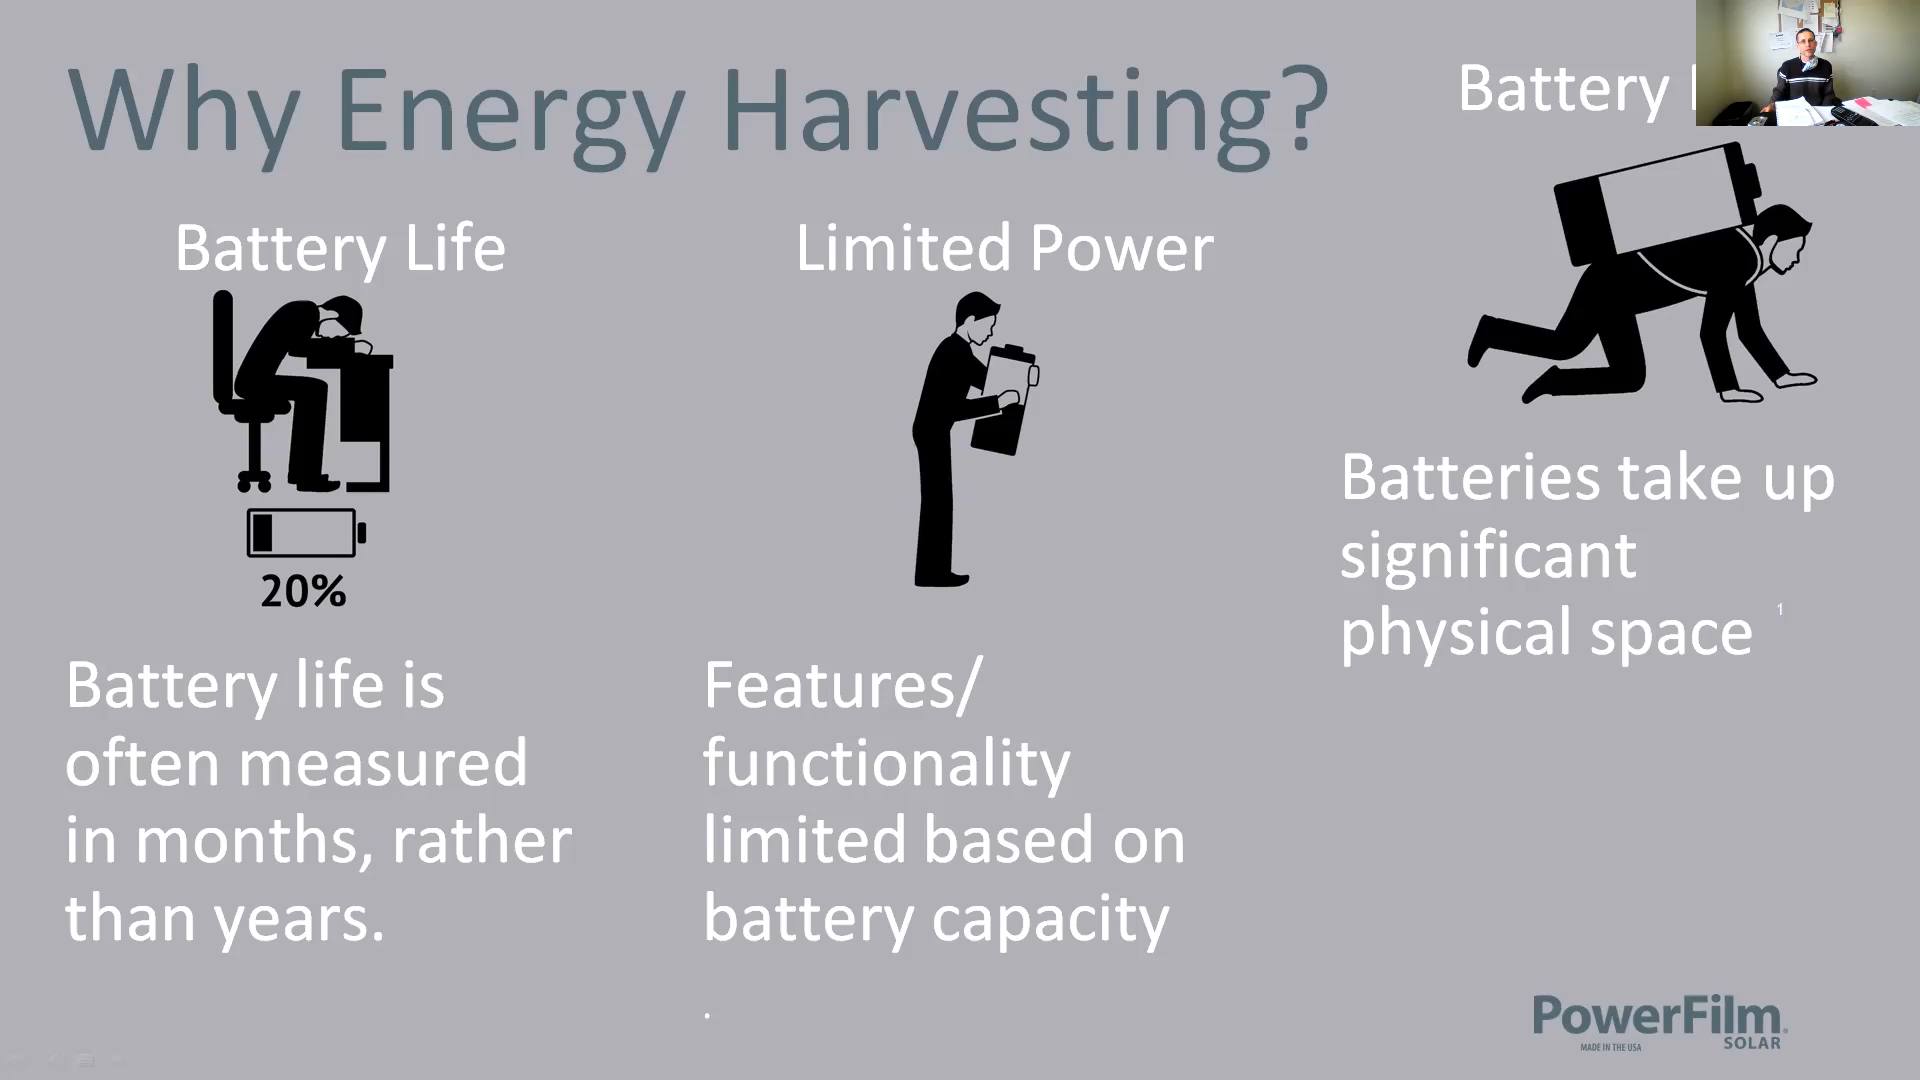 Why Energy Harvesting?
Battery
Battery Life
Limited Power
20%
Batteries take up
significant
physical space 1
Battery life is
often measured
in months, rather
than years.
Features/
functionality
limited based on
battery capacity
.
PowerFilm
SOLAR
MADE IN THE USA